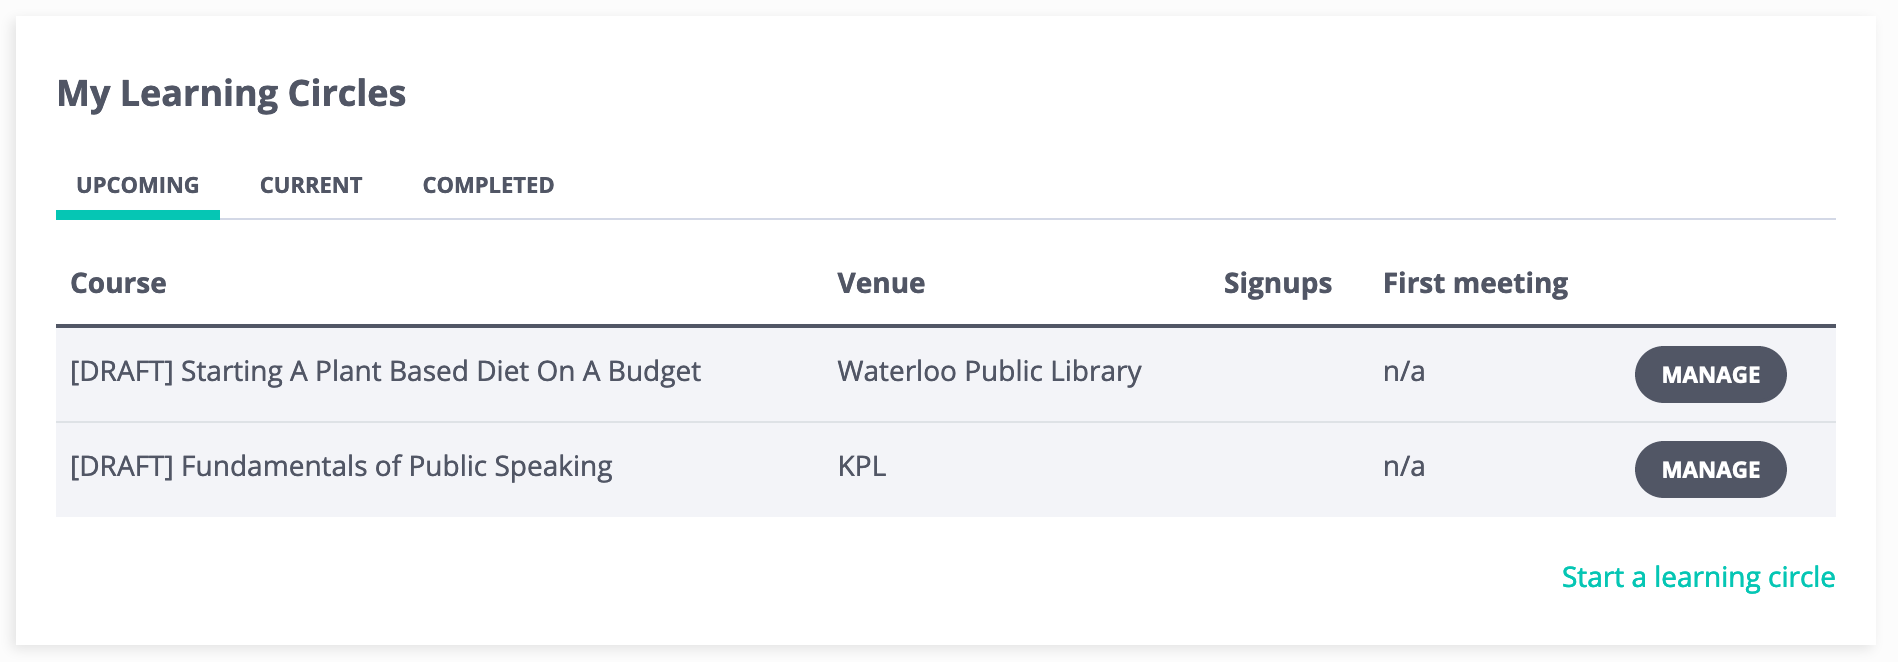 My Learning Circles
UPCOMING CURRENT COMPLETED
Course Venue Signups First meeting
[DRAFT] Starting A Plant Based Diet On A Budget Waterloo Public Library n/a MANAGE
[DRAFT] Fundamentals of Public Speaking KPL n/a MANAGE
Start a learning circle